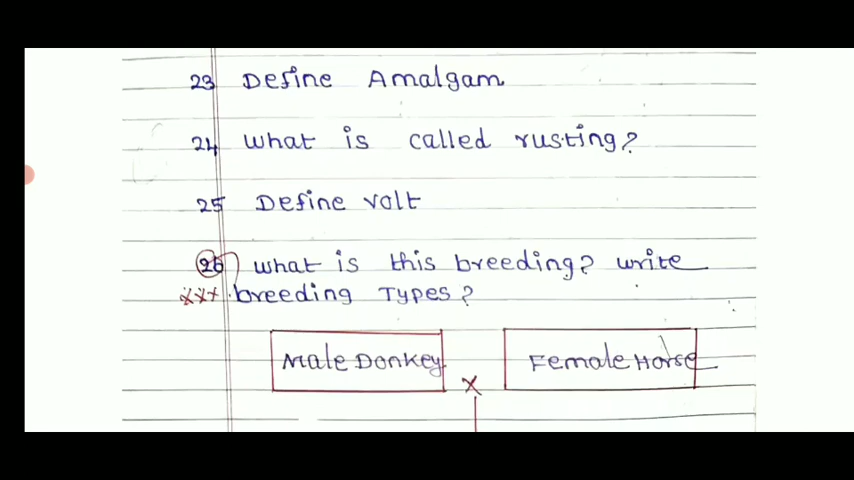 23 Define Amalgam
24 What is called rusting?
25 Define volt
26 what is this breeding? write
xxx breeding Types?
Male Donkey Female Horse
X